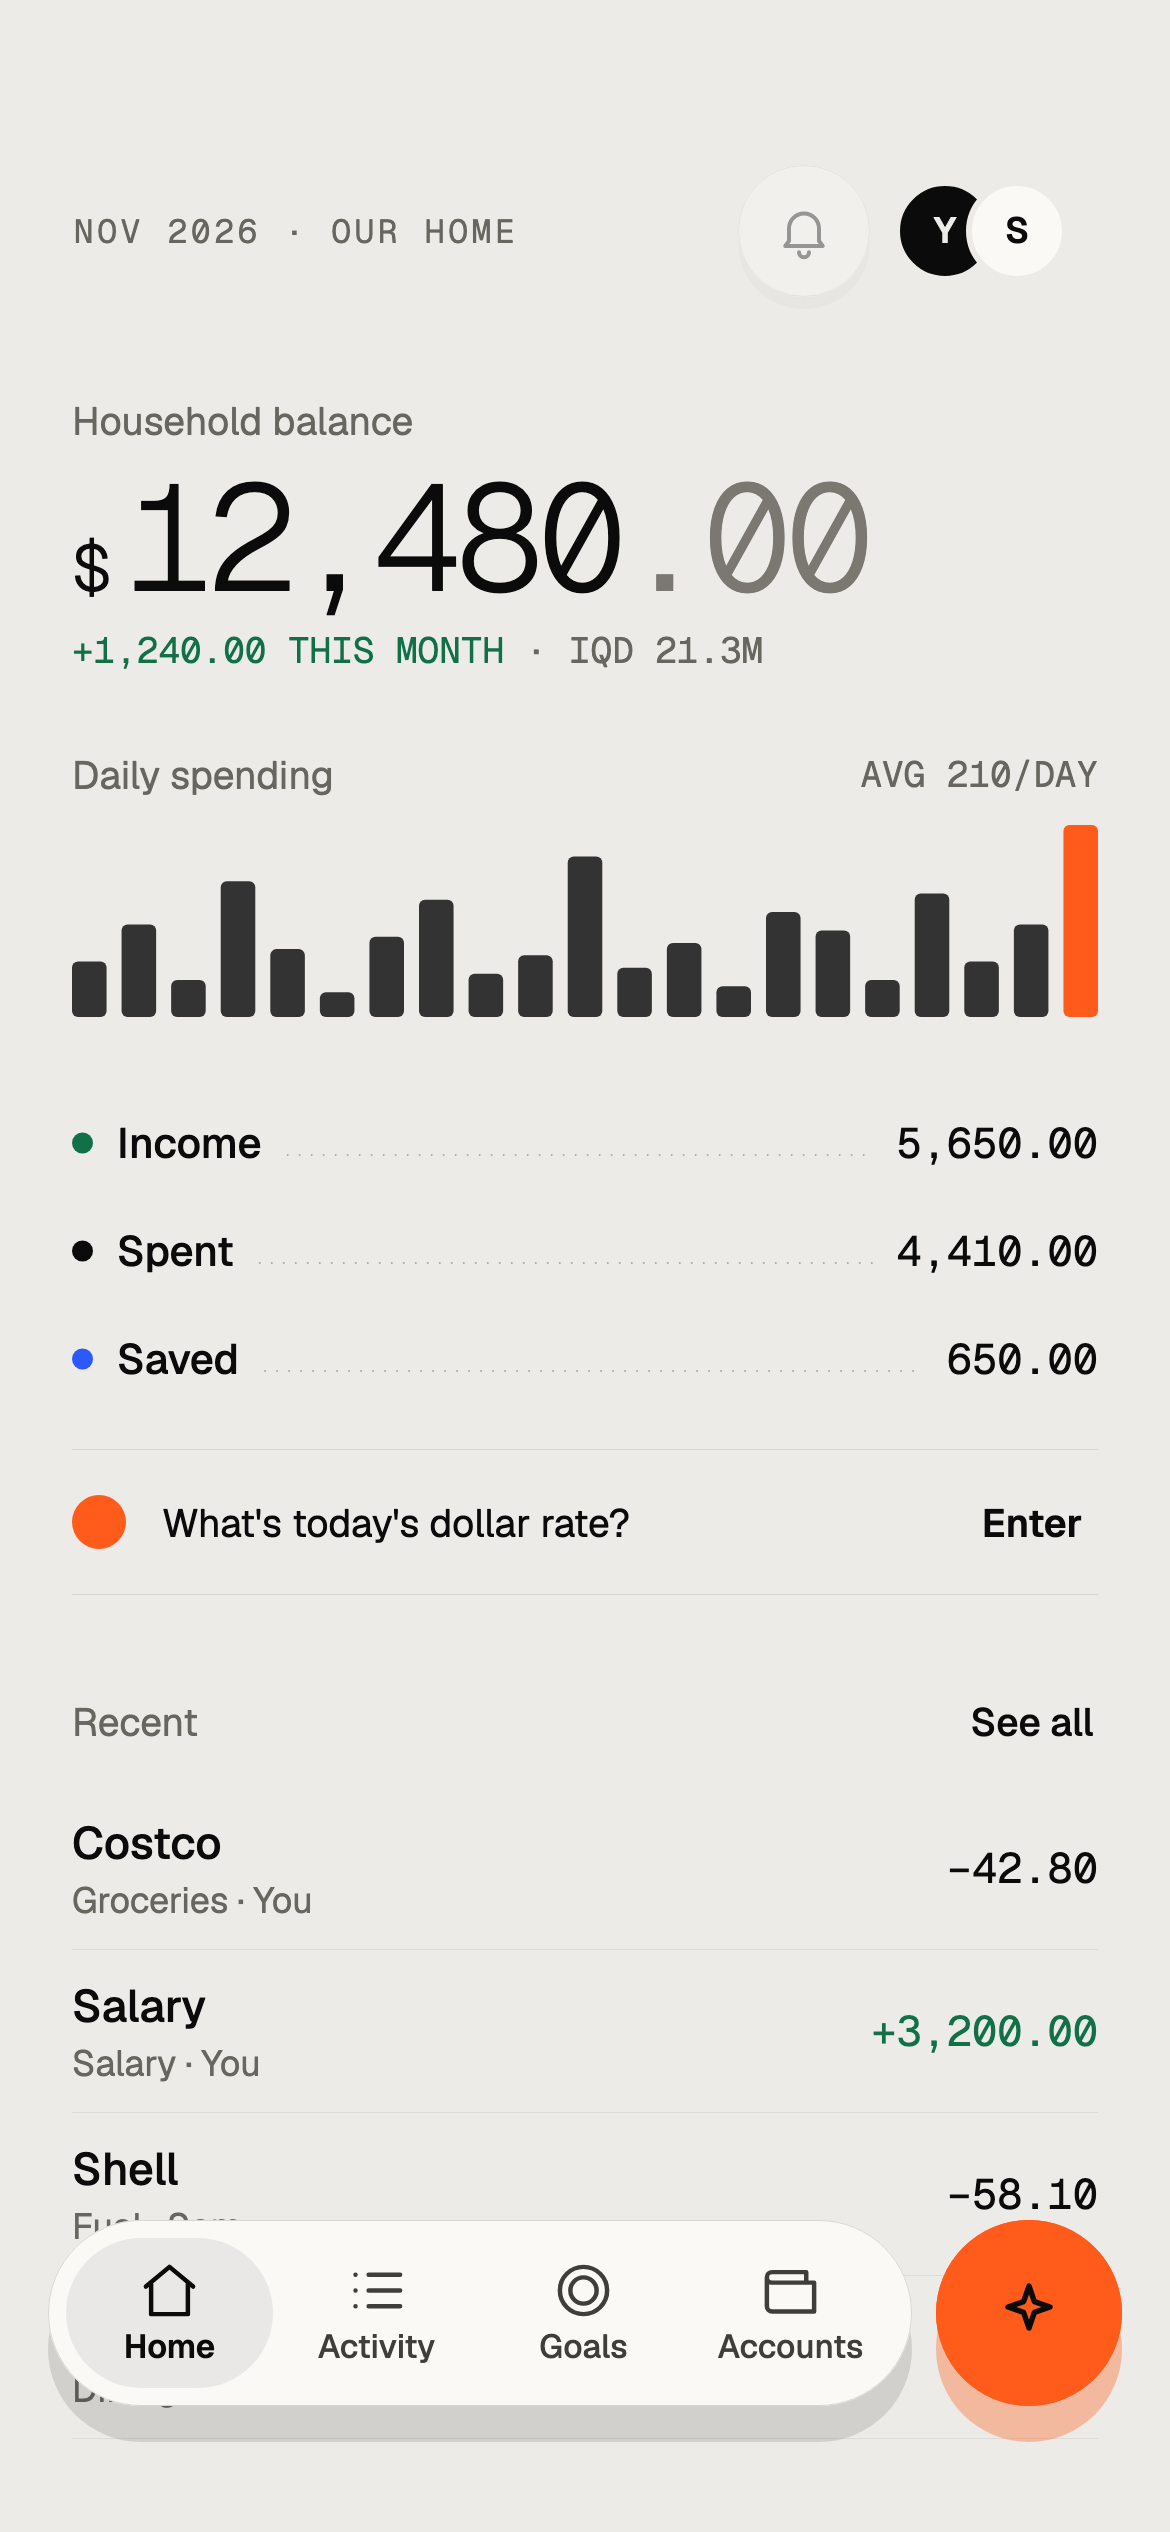 NOV 2026 · OUR HOME
Y
S
Household balance
$12,480.00
+1,240.00 THIS MONTH · IQD 21.3M
Daily spending
AVG 210/DAY
Income 5,650.00
Spent 4,410.00
Saved 650.00
What's today's dollar rate? Enter
Recent
See all
Costco
−42.80
Groceries · You
Salary
+3,200.00
Salary · You
Shell
−58.10
Home
Activity
Goals
Accounts